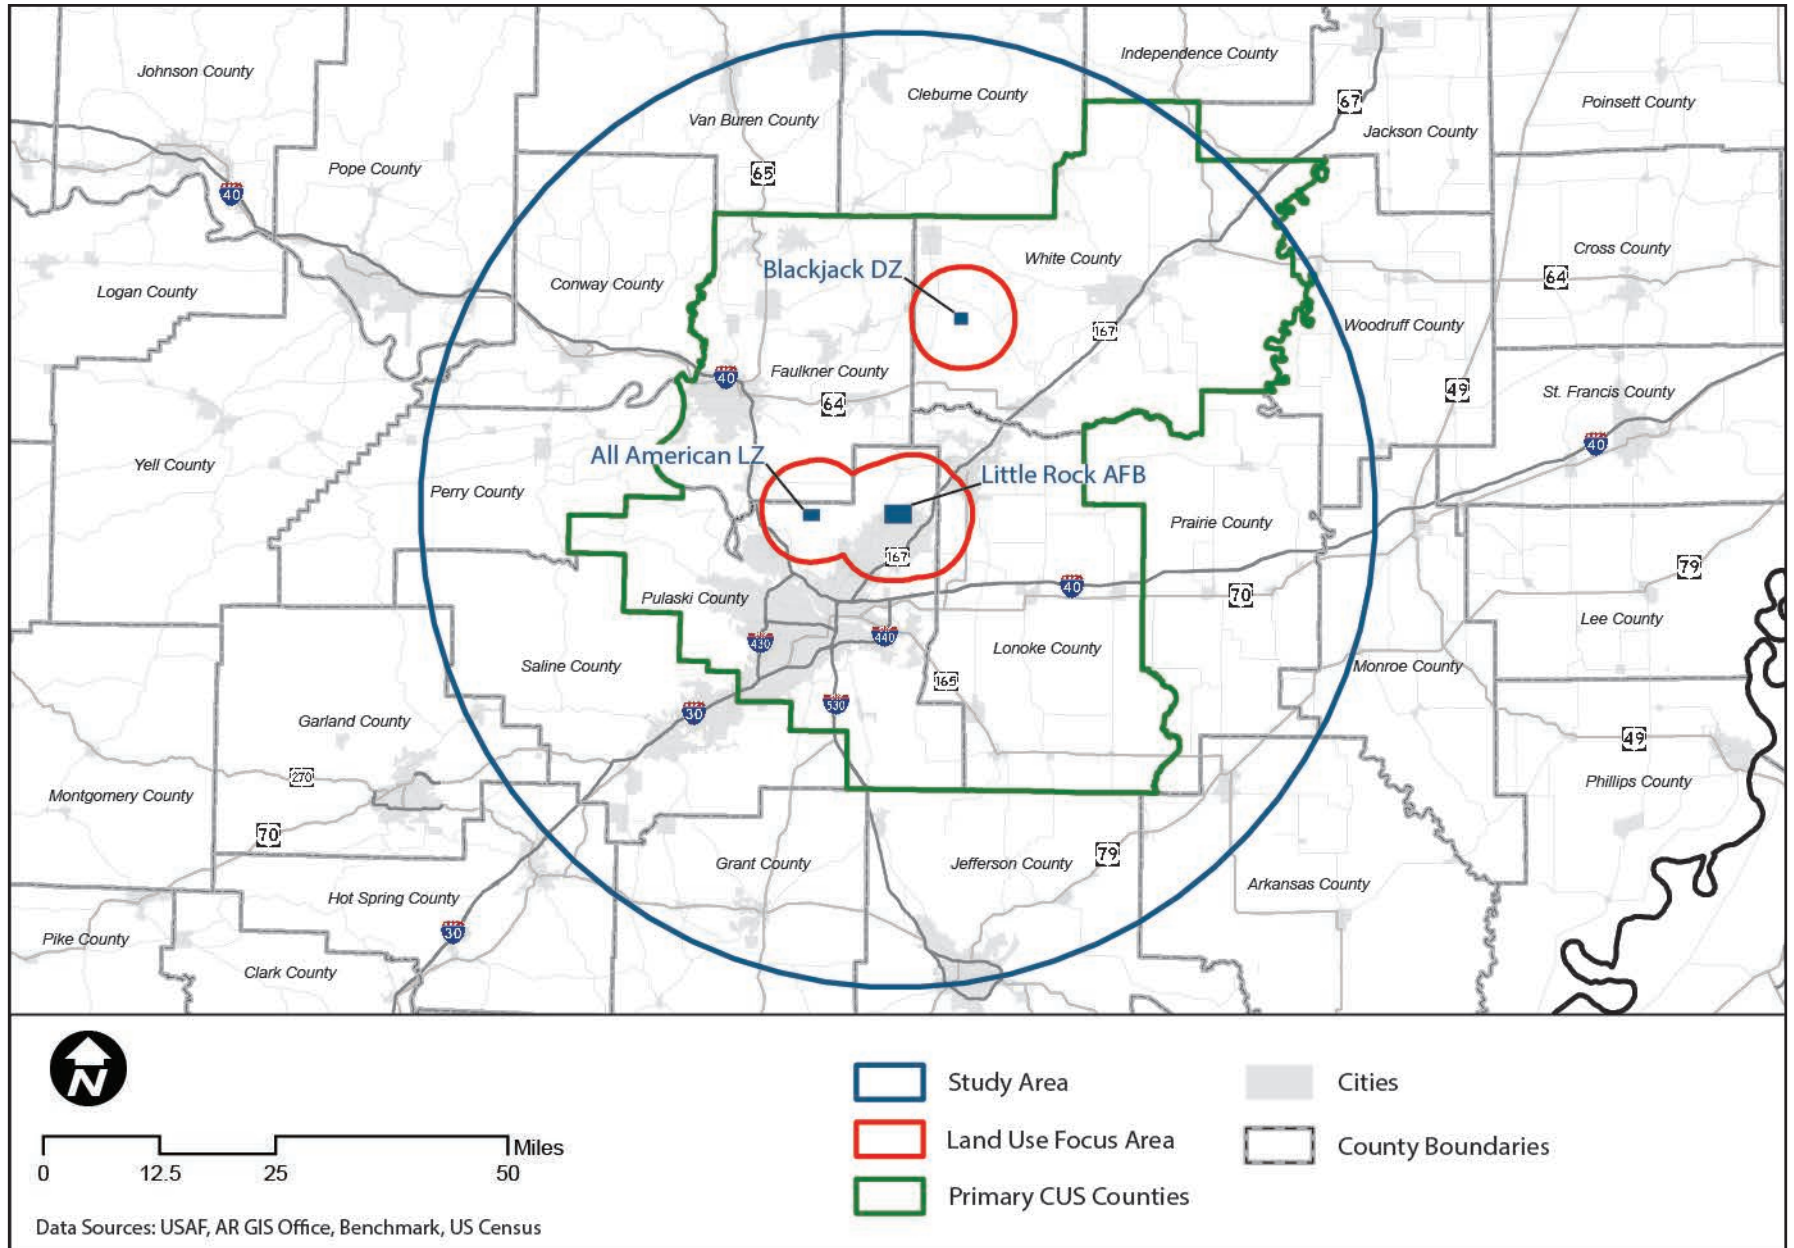 Independence County
Johnson County
Cleburne County
67
Poinsett County
Van Buren County
Jackson County
Pope County
65
40
White County
Cross County
Blackjack DZ
64
Logan County
Conway County
167
Woodruff County
Faulkner County
40
64
49
St. Francis County
40
All American LZ
Yell County
Little Rock AFB
Perry County
Prairie County
167
79
40
70
Pulaski County
Lee County
430
440
Lonoke County
Saline County
Monroe County
165
30
530
Garland County
49
270
Phillips County
Montgomery County
70
79
Grant County
Jefferson County
Arkansas County
Hot Spring County
30
Pike County
Clark County
N
Miles
0 12.5 25 50
Data Sources: USAF, AR GIS Office, Benchmark, US Census
Study Area
Land Use Focus Area
Primary CUS Counties
Cities
County Boundaries